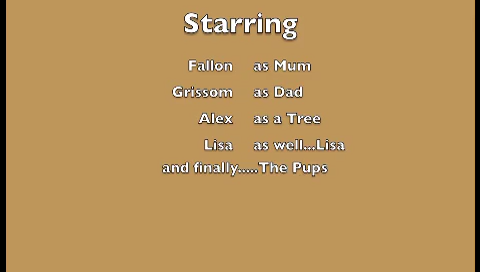 Starring
Fallon as Mum
Grissom as Dad
Alex as a Tree
Lisa as well...Lisa
and finally.....The Pups